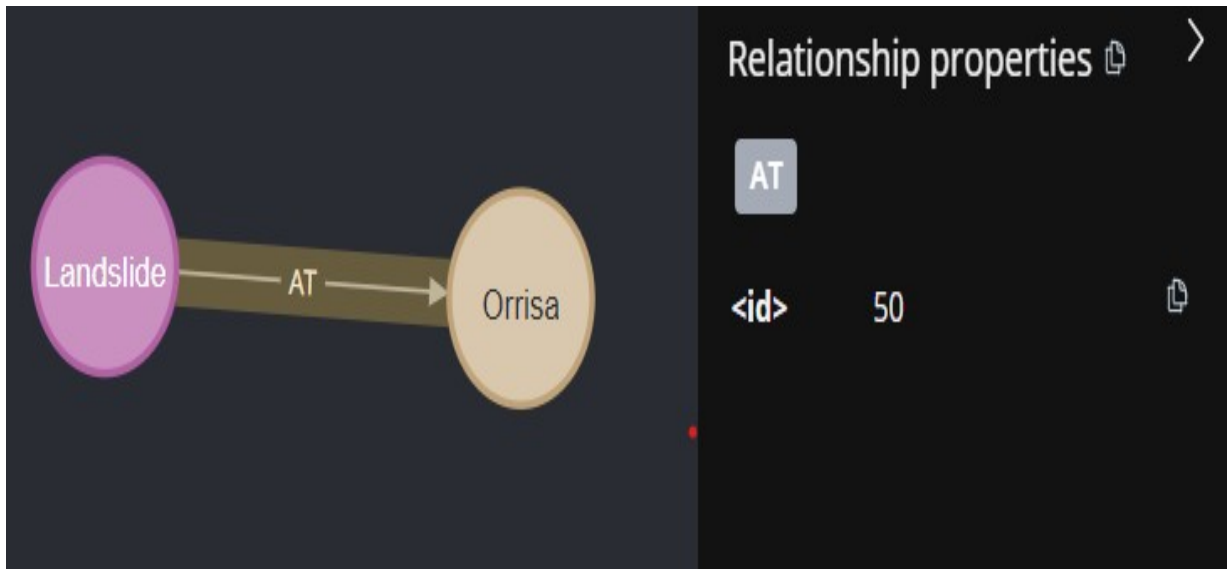 Landslide
AT
Orrisa
Relationship properties
AT
<id> 50